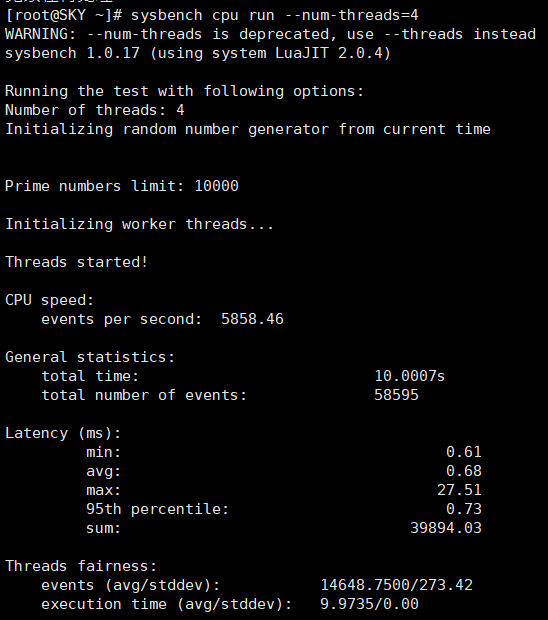 [root@SKY ~]# sysbench cpu run --num-threads=4
WARNING: --num-threads is deprecated, use --threads instead
sysbench 1.0.17 (using system LuaJIT 2.0.4)
Running the test with following options:
Number of threads: 4
Initializing random number generator from current time
Prime numbers limit: 10000
Initializing worker threads...
Threads started!
CPU speed:
events per second: 5858.46
General statistics:
total time: 10.0007s
total number of events: 58595
Latency (ms):
min: 0.61
avg: 0.68
max: 27.51
95th percentile: 0.73
sum: 39894.03
Threads fairness:
events (avg/stddev): 14648.7500/273.42
execution time (avg/stddev): 9.9735/0.00